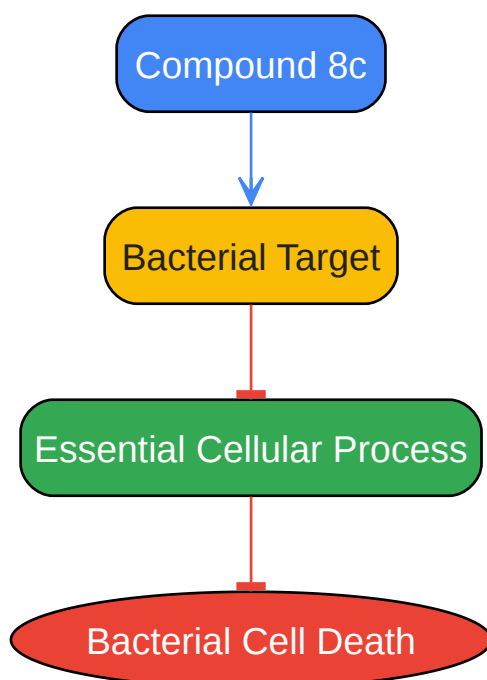 Compound 8c
Bacterial Target
Essential Cellular Process
Bacterial Cell Death